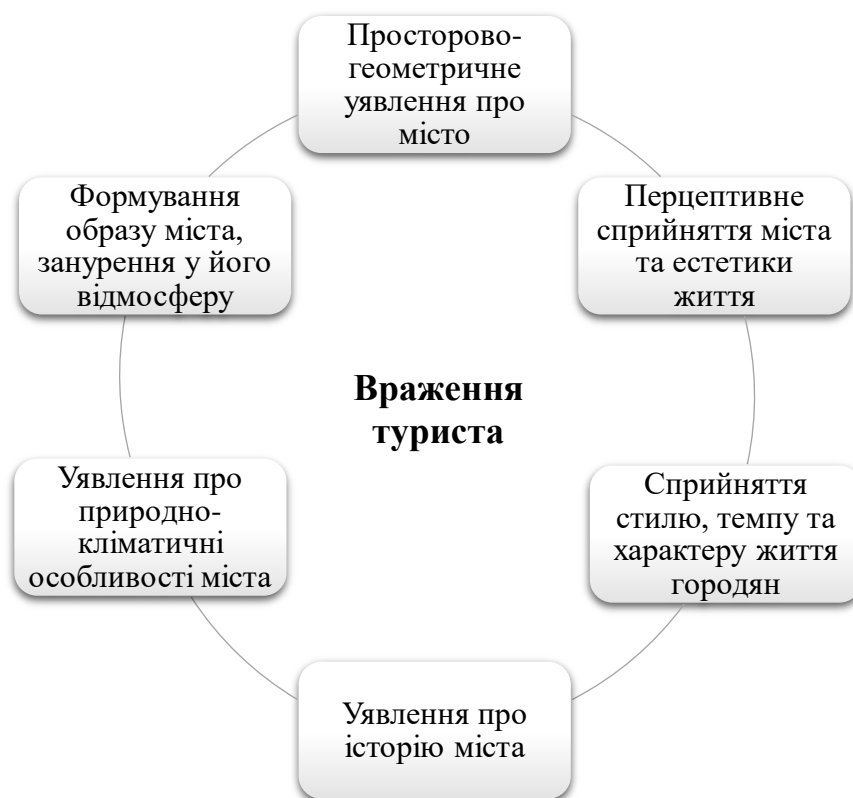 Просторово-
геометричне
уявлення про
місто
Перцептивне
сприйняття міста
та естетики
життя
Сприйняття
стилю, темпу та
характеру життя
городян
Уявлення про
історію міста
Уявлення про
природно-
кліматичні
особливості міста
Формування
образу міста,
занурення у його
відмосферу
Враження
туриста